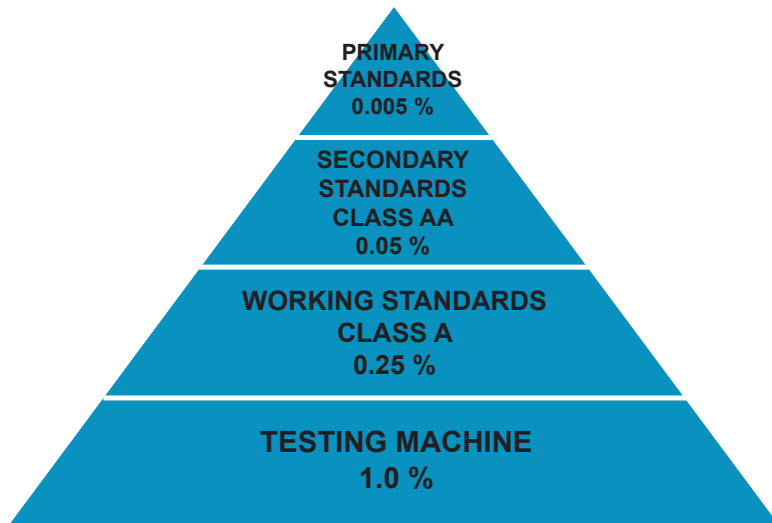 PRIMARY
STANDARDS
0.005 %
SECONDARY
STANDARDS
CLASS AA
0.05 %
WORKING STANDARDS
CLASS A
0.25 %
TESTING MACHINE
1.0 %